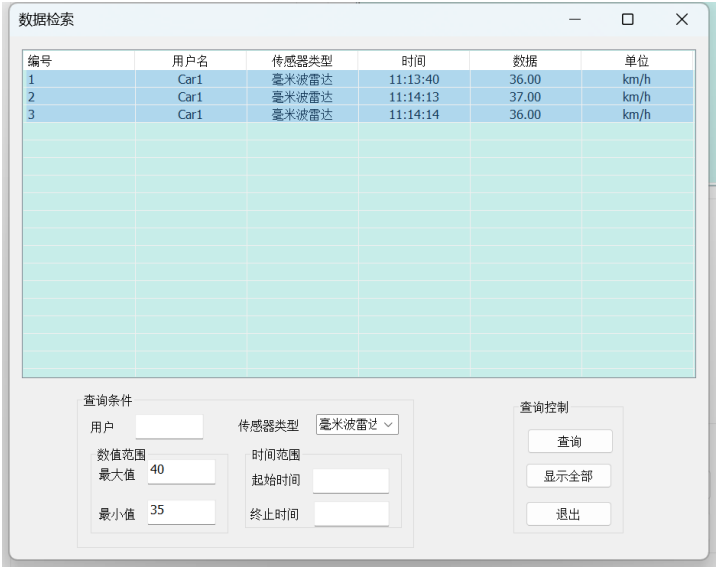 数据检索
编号 用户名 传感器类型 时间 数据 单位
1 Car1 毫米波雷达 11:13:40 36.00 km/h
2 Car1 毫米波雷达 11:14:13 37.00 km/h
3 Car1 毫米波雷达 11:14:14 36.00 km/h
查询条件
用户 传感器类型 毫米波雷达
数值范围 时间范围
最大值 40 起始时间
最小值 35 终止时间
查询控制
查询
显示全部
退出